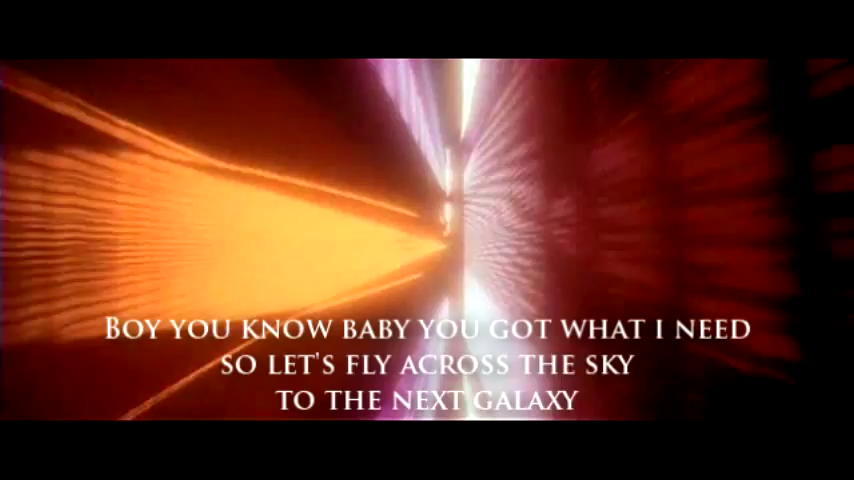 Boy you know baby you got what I need
so let's fly across the sky
to the next galaxy